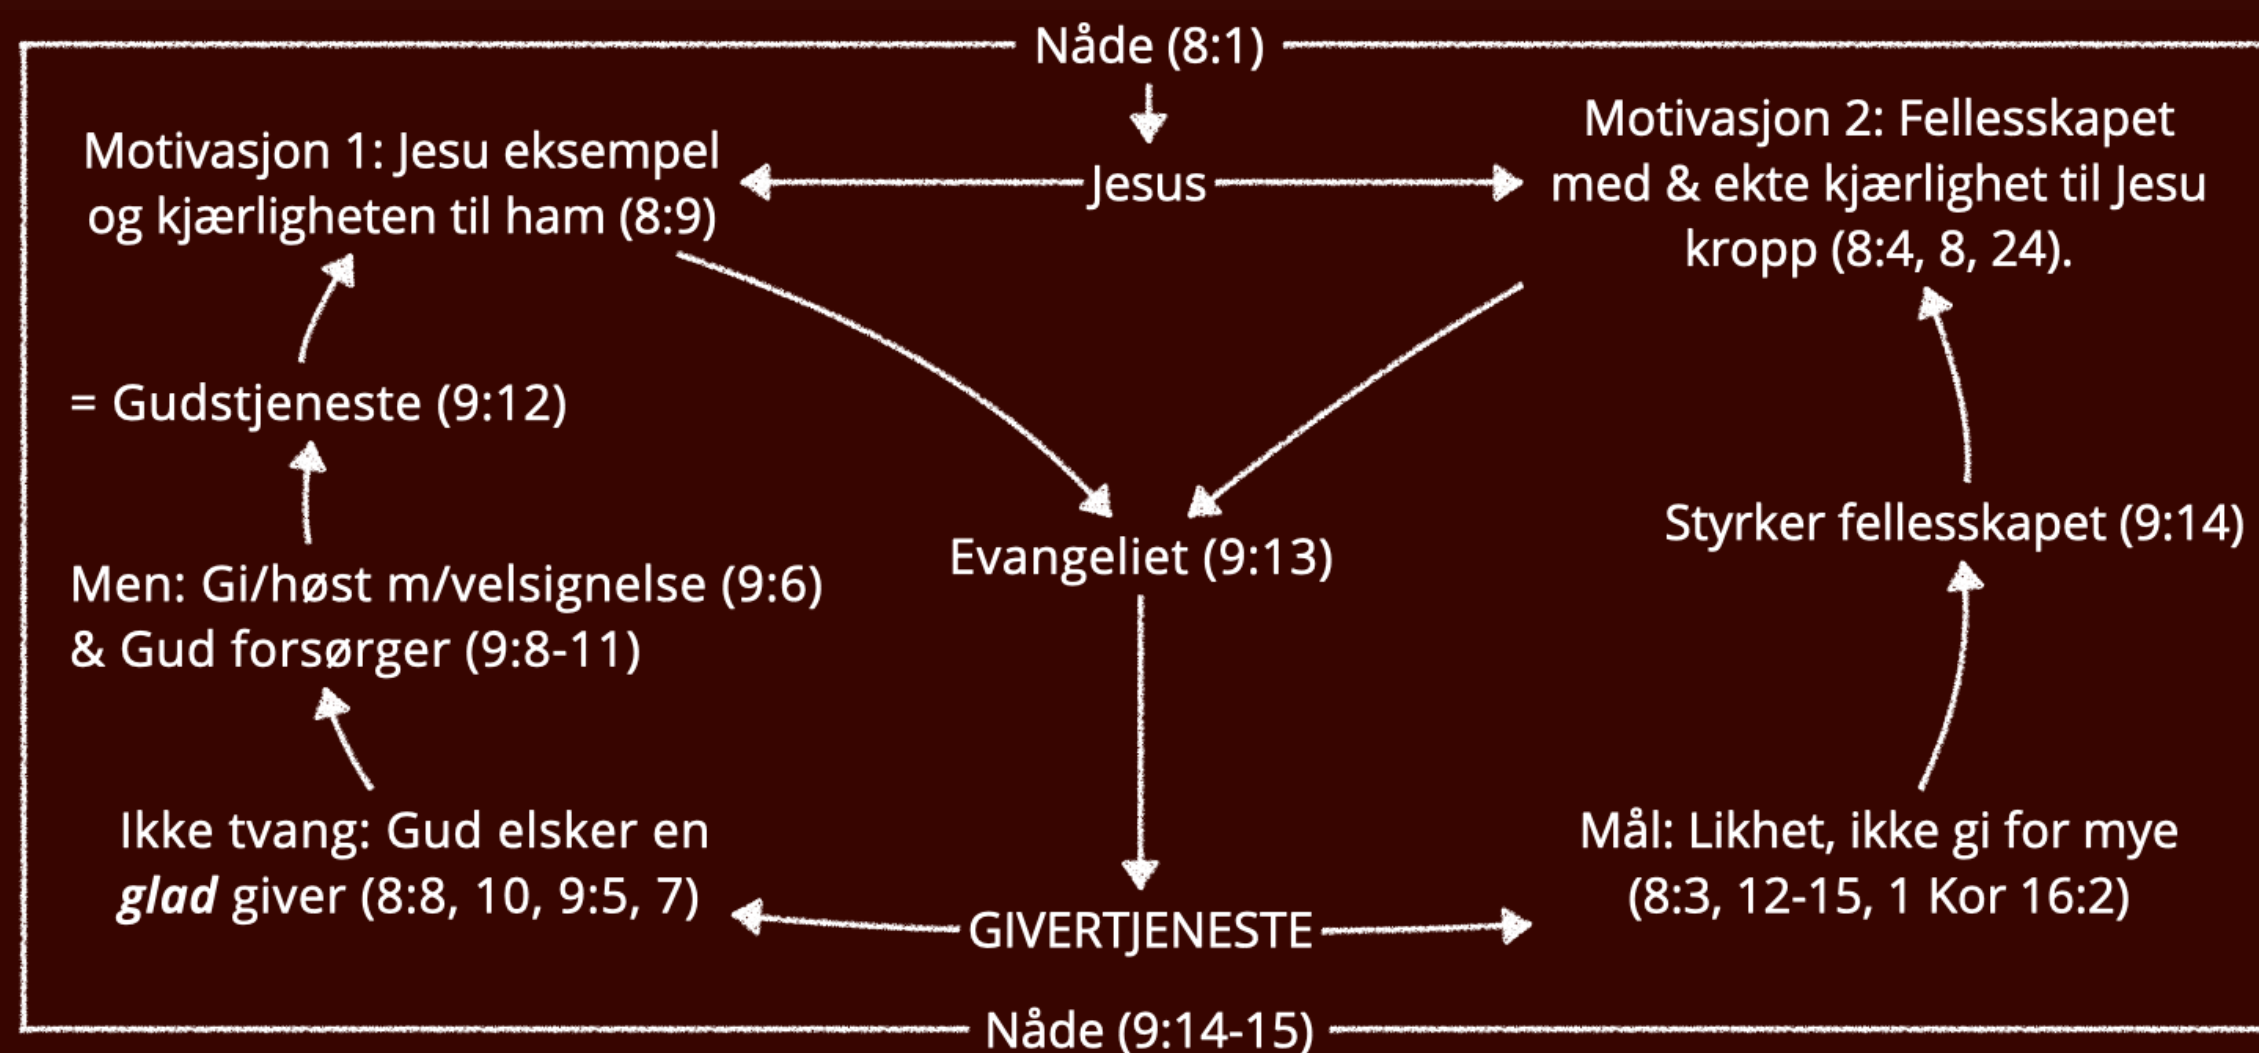 Nåde (8:1)
Motivasjon 1: Jesu eksempel
og kjærligheten til ham (8:9)
Jesus
Motivasjon 2: Fellesskapet
med & ekte kjærlighet til Jesu
kropp (8:4, 8, 24).
= Gudstjeneste (9:12)
Evangeliet (9:13)
Styrker fellesskapet (9:14)
Men: Gi/høst m/velsignelse (9:6)
& Gud forsørger (9:8-11)
Ikke tvang: Gud elsker en
glad giver (8:8, 10, 9:5, 7)
GIVERTJENESTE
Mål: Likhet, ikke gi for mye
(8:3, 12-15, 1 Kor 16:2)
Nåde (9:14-15)